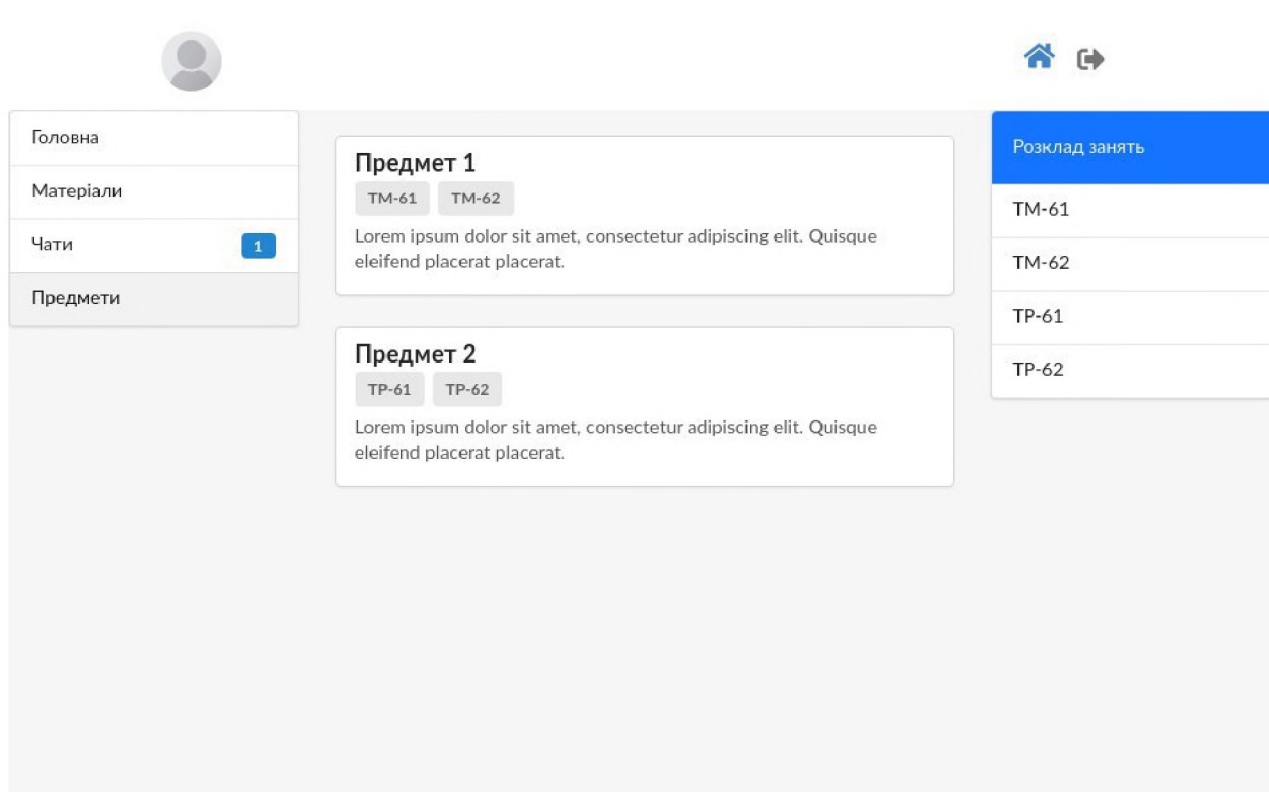 Головна
Матеріали
Чати 1
Предмети
Предмет 1
ТМ-61 ТМ-62
Lorem ipsum dolor sit amet, consectetur adipiscing elit. Quisque
eleifend placerat placerat.
Предмет 2
ТР-61 ТР-62
Lorem ipsum dolor sit amet, consectetur adipiscing elit. Quisque
eleifend placerat placerat.
Розклад занять
ТМ-61
ТМ-62
ТР-61
ТР-62